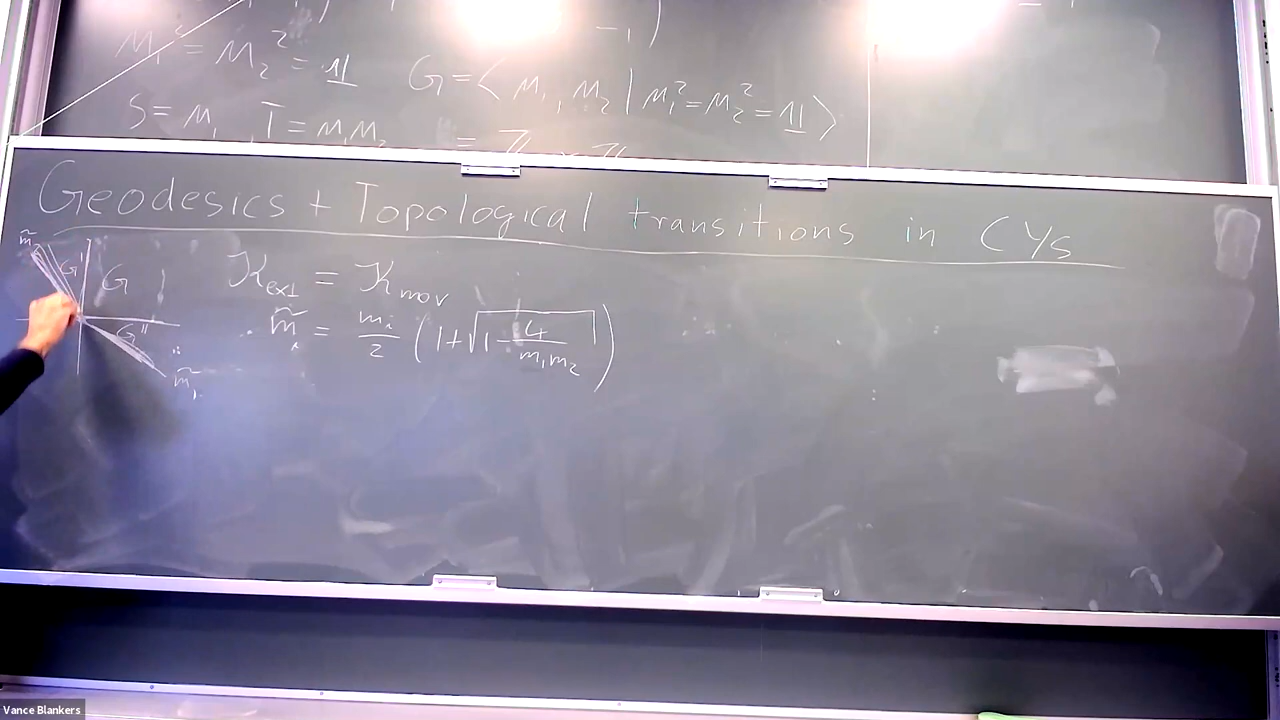 M₁² = M₂² = 𝟙 G = ⟨M₁, M₂ | M₁² = M₂² = 𝟙⟩
S = M₁ T = M₁M₂
Geodesics + Topological transitions in CYs
m̃
G' G
G''
m̃₁
𝒦ext = 𝒦mov
m̃ᵢ = mᵢ/2 (1+√(1-4/(m₁m₂)))
Vance Blankers